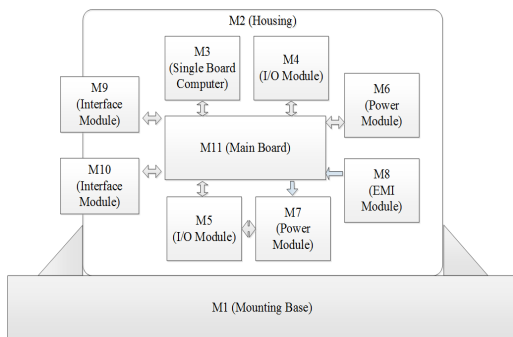 M2 (Housing)
M3
(Single Board
Computer)
M4
(I/O Module)
M9
(Interface
Module)
M6
(Power
Module)
M11 (Main Board)
M10
(Interface
Module)
M8
(EMI
Module)
M5
(I/O Module)
M7
(Power
Module)
M1 (Mounting Base)